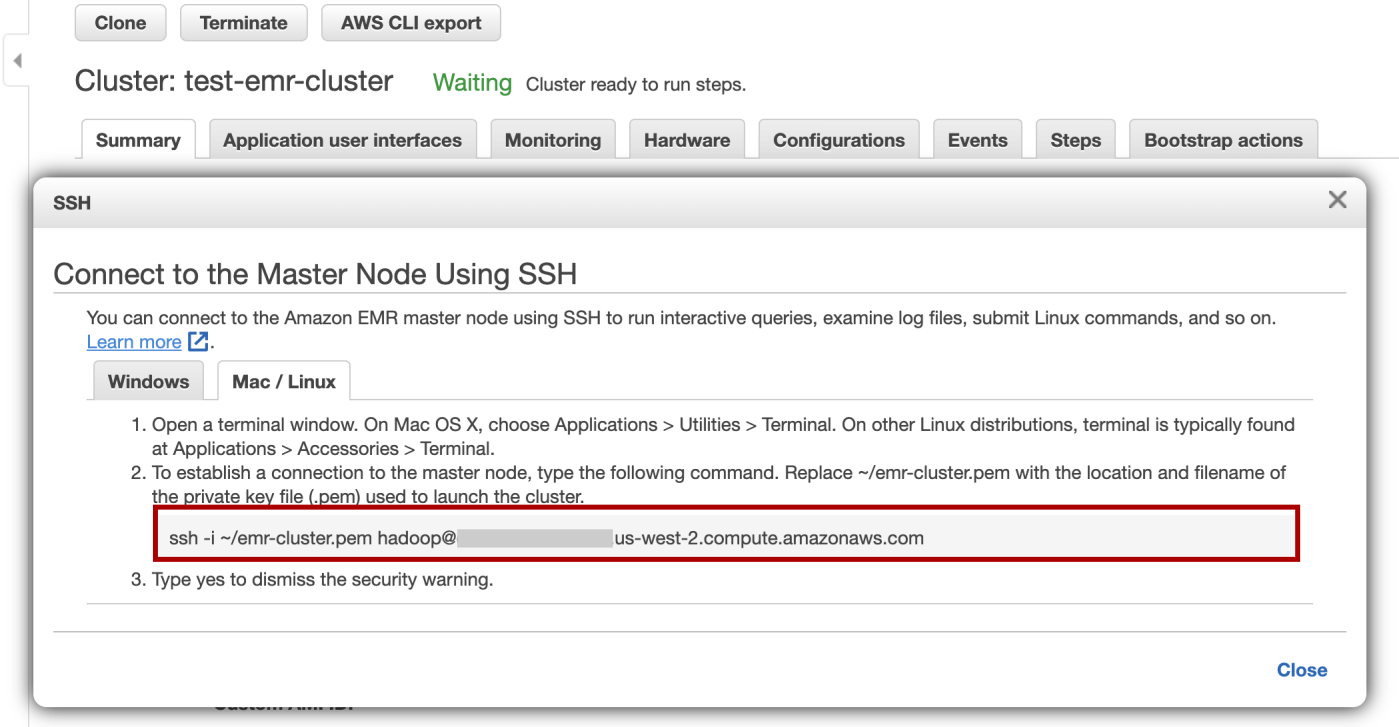 Clone Terminate AWS CLI export
Cluster: test-emr-cluster Waiting Cluster ready to run steps.
Summary Application user interfaces Monitoring Hardware Configurations Events Steps Bootstrap actions
SSH
Connect to the Master Node Using SSH
You can connect to the Amazon EMR master node using SSH to run interactive queries, examine log files, submit Linux commands, and so on.
Learn more .
Windows Mac / Linux
1. Open a terminal window. On Mac OS X, choose Applications > Utilities > Terminal. On other Linux distributions, terminal is typically found
at Applications > Accessories > Terminal.
2. To establish a connection to the master node, type the following command. Replace ~/emr-cluster.pem with the location and filename of
the private key file (.pem) used to launch the cluster.
ssh -i ~/emr-cluster.pem hadoop@ us-west-2.compute.amazonaws.com
3. Type yes to dismiss the security warning.
Close